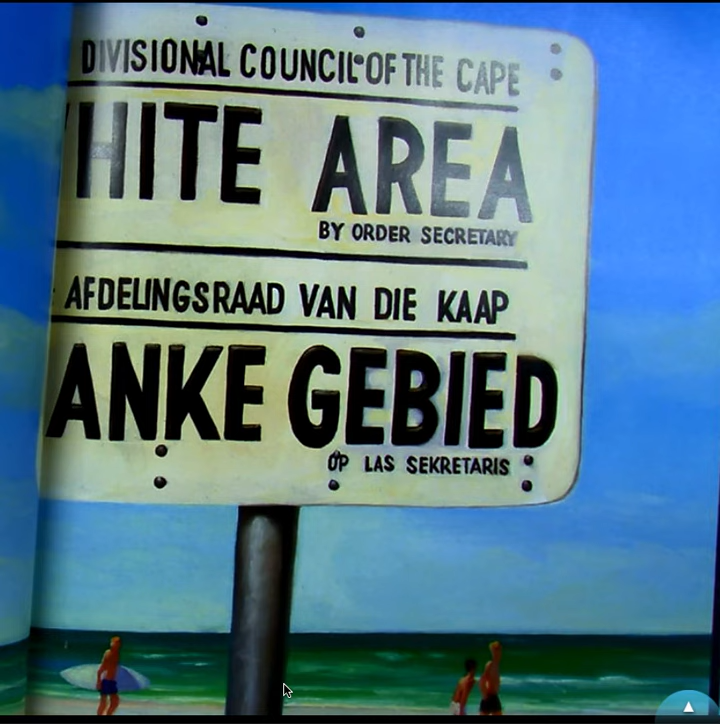 DIVISIONAL COUNCIL OF THE CAPE
HITE AREA
BY ORDER SECRETARY
AFDELINGSRAAD VAN DIE KAAP
ANKE GEBIED
OP LAS SEKRETARIS